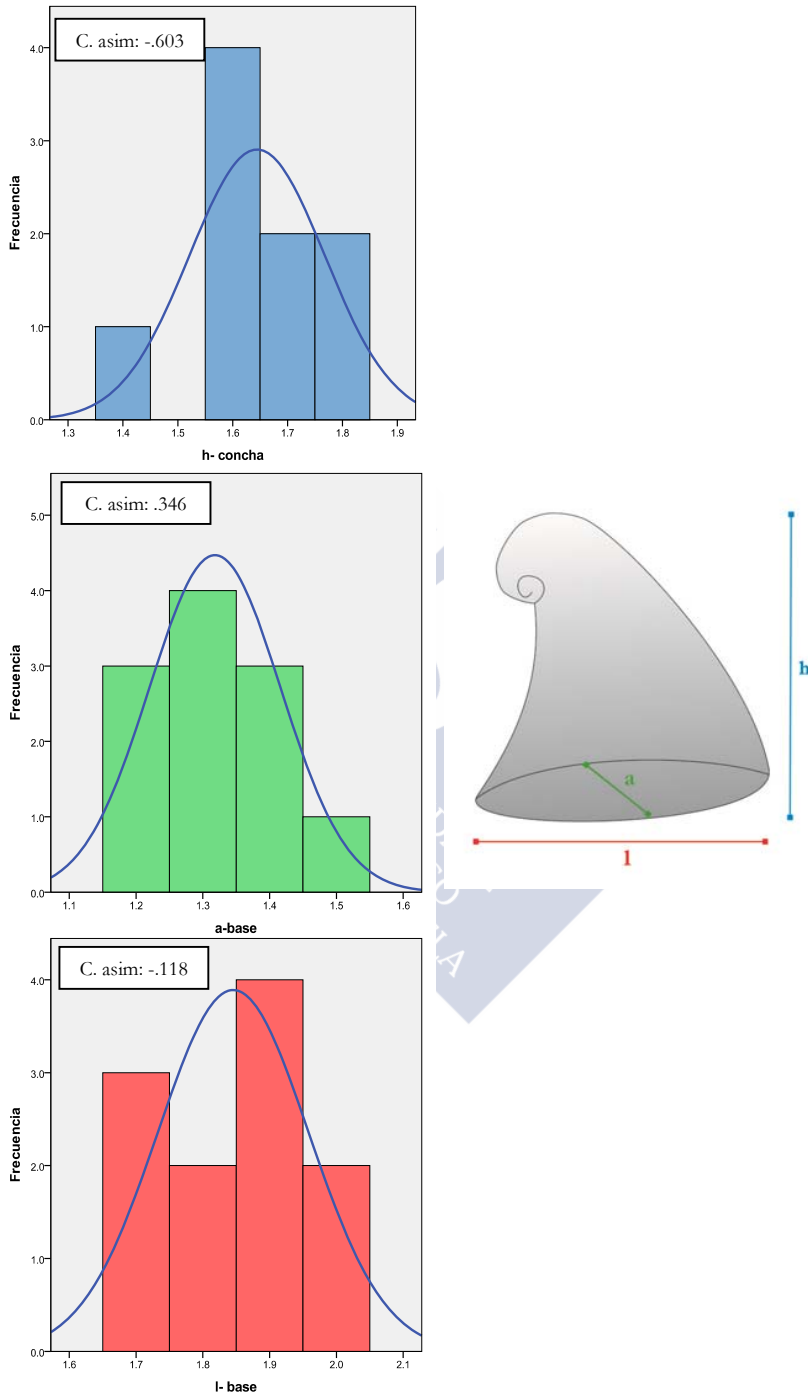 C. asim: -.603
Frecuencia
4.0
3.0
2.0
1.0
0.0
1.3 1.4 1.5 1.6 1.7 1.8 1.9
h- concha
C. asim: .346
Frecuencia
5.0
4.0
3.0
2.0
1.0
0.0
1.1 1.2 1.3 1.4 1.5 1.6
a-base
h
a
l
C. asim: -.118
Frecuencia
4.0
3.0
2.0
1.0
0.0
1.6 1.7 1.8 1.9 2.0 2.1
l- base